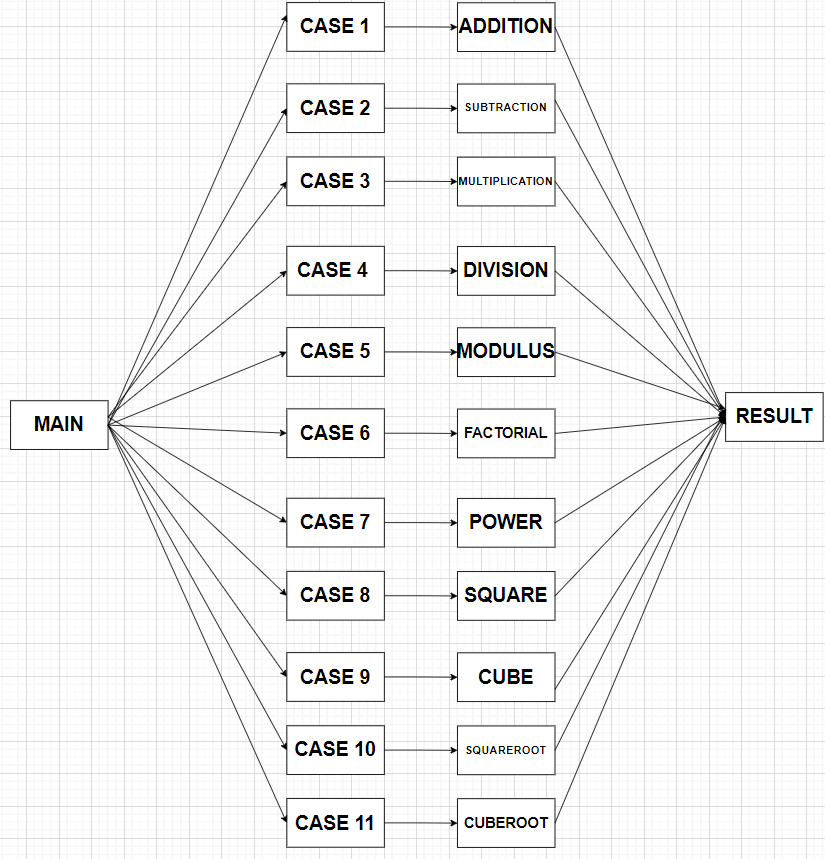 CASE 1
ADDITION
CASE 2
SUBTRACTION
CASE 3
MULTIPLICATION
CASE 4
DIVISION
CASE 5
MODULUS
MAIN
CASE 6
FACTORIAL
RESULT
CASE 7
POWER
CASE 8
SQUARE
CASE 9
CUBE
CASE 10
SQUAREROOT
CASE 11
CUBEROOT